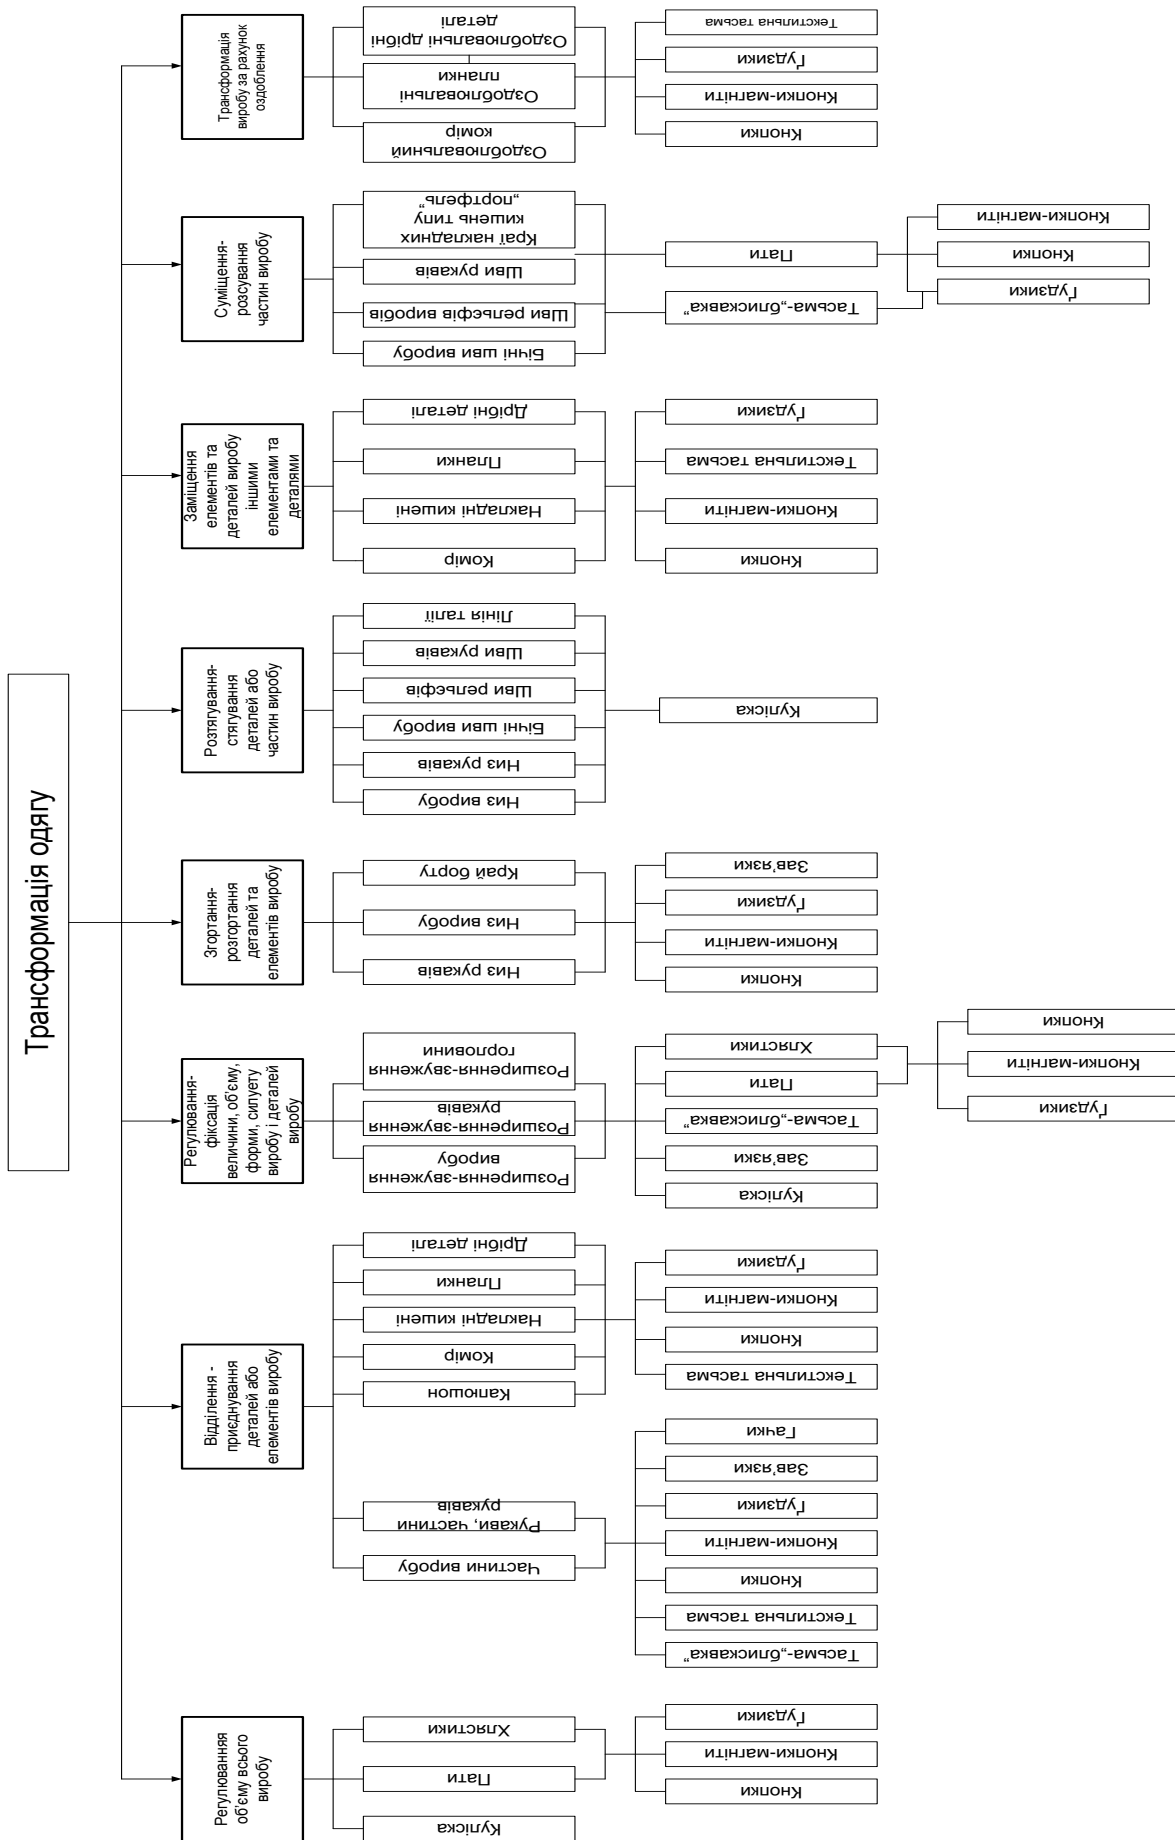 Трансформація одягу
Регулюванняя
об'єму всього
виробу
Відділення -
приєднування
деталей або
елементів виробу
Регулювання-
фіксація
величини, об'єму,
форми, силуету
виробу і деталей
виробу
Згортання-
розгортання
деталей та
елементів виробу
Розтягування-
стягування
деталей або
частин виробу
Заміщення
елементів та
деталей виробу
іншими
елементами та
деталями
Суміщення-
розсування
частин виробу
Трансформація
виробу за рахунок
оздоблення
Куліска
Пати
Хлястики
Частини виробу
Рукави, частини
рукавів
Капюшон
Комір
Накладні кишені
Планки
Дрібні деталі
Розширення-звуження
виробу
Розширення-звуження
рукавів
Розширення-звуження
горловини
Низ рукавів
Низ виробу
Край борту
Низ виробу
Низ рукавів
Бічні шви виробу
Шви рельєфів
Шви рукавів
Лінія талії
Комір
Накладні кишені
Планки
Дрібні деталі
Бічні шви виробу
Шви рельєфів виробів
Шви рукавів
Краї накладних
кишень типу
„портфель”
Оздоблювальний
комір
Оздоблювальні
планки
Оздоблювальні дрібні
деталі
Кнопки
Кнопки-магніти
Ґудзики
Тасьма-„блискавка”
Текстильна тасьма
Кнопки
Кнопки-магніти
Ґудзики
Зав'язки
Гачки
Текстильна тасьма
Кнопки
Кнопки-магніти
Ґудзики
Куліска
Зав'язки
Тасьма-„блискавка”
Пати
Хлястики
Кнопки
Кнопки-магніти
Ґудзики
Зав'язки
Куліска
Кнопки
Кнопки-магніти
Текстильна тасьма
Ґудзики
Тасьма-„блискавка”
Пати
Кнопки
Кнопки-магніти
Ґудзики
Текстильна тасьма
Ґудзики
Кнопки-магніти
Кнопки
Ґудзики
Кнопки
Кнопки-магніти